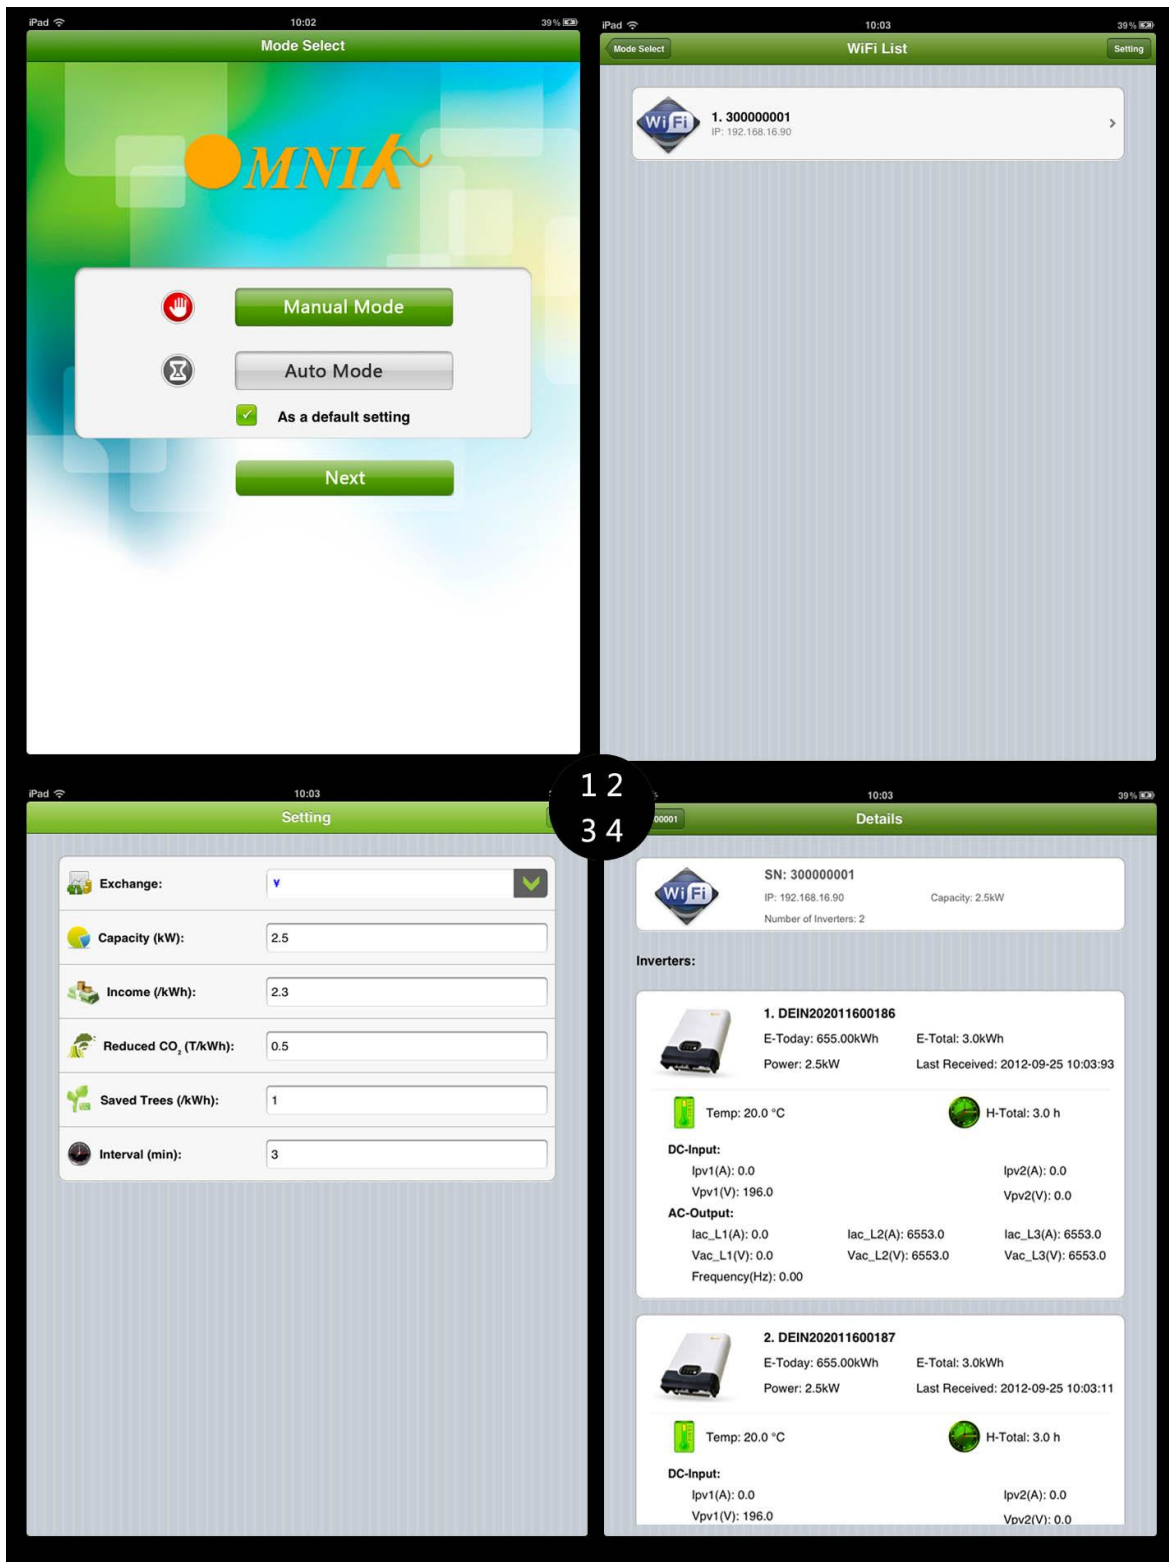 iPad 10:02 39%
Mode Select
OMNIK
Manual Mode
Auto Mode
As a default setting
Next
iPad 10:03 39%
Mode Select WiFi List Setting
WiFi 1. 300000001
IP: 192.168.16.90
1 2
3 4
iPad 10:03
Setting
Exchange: ¥
Capacity (kW): 2.5
Income (/kWh): 2.3
Reduced CO₂ (T/kWh): 0.5
Saved Trees (/kWh): 1
Interval (min): 3
10:03 39%
Details
WiFi SN: 300000001
IP: 192.168.16.90 Capacity: 2.5kW
Number of Inverters: 2
Inverters:
1. DEIN202011600186
E-Today: 655.00kWh E-Total: 3.0kWh
Power: 2.5kW Last Received: 2012-09-25 10:03:93
Temp: 20.0 °C H-Total: 3.0 h
DC-Input:
Ipv1(A): 0.0 Ipv2(A): 0.0
Vpv1(V): 196.0 Vpv2(V): 0.0
AC-Output:
Iac_L1(A): 0.0 Iac_L2(A): 6553.0 Iac_L3(A): 6553.0
Vac_L1(V): 0.0 Vac_L2(V): 6553.0 Vac_L3(V): 6553.0
Frequency(Hz): 0.00
2. DEIN202011600187
E-Today: 655.00kWh E-Total: 3.0kWh
Power: 2.5kW Last Received: 2012-09-25 10:03:11
Temp: 20.0 °C H-Total: 3.0 h
DC-Input:
Ipv1(A): 0.0 Ipv2(A): 0.0
Vpv1(V): 196.0 Vpv2(V): 0.0